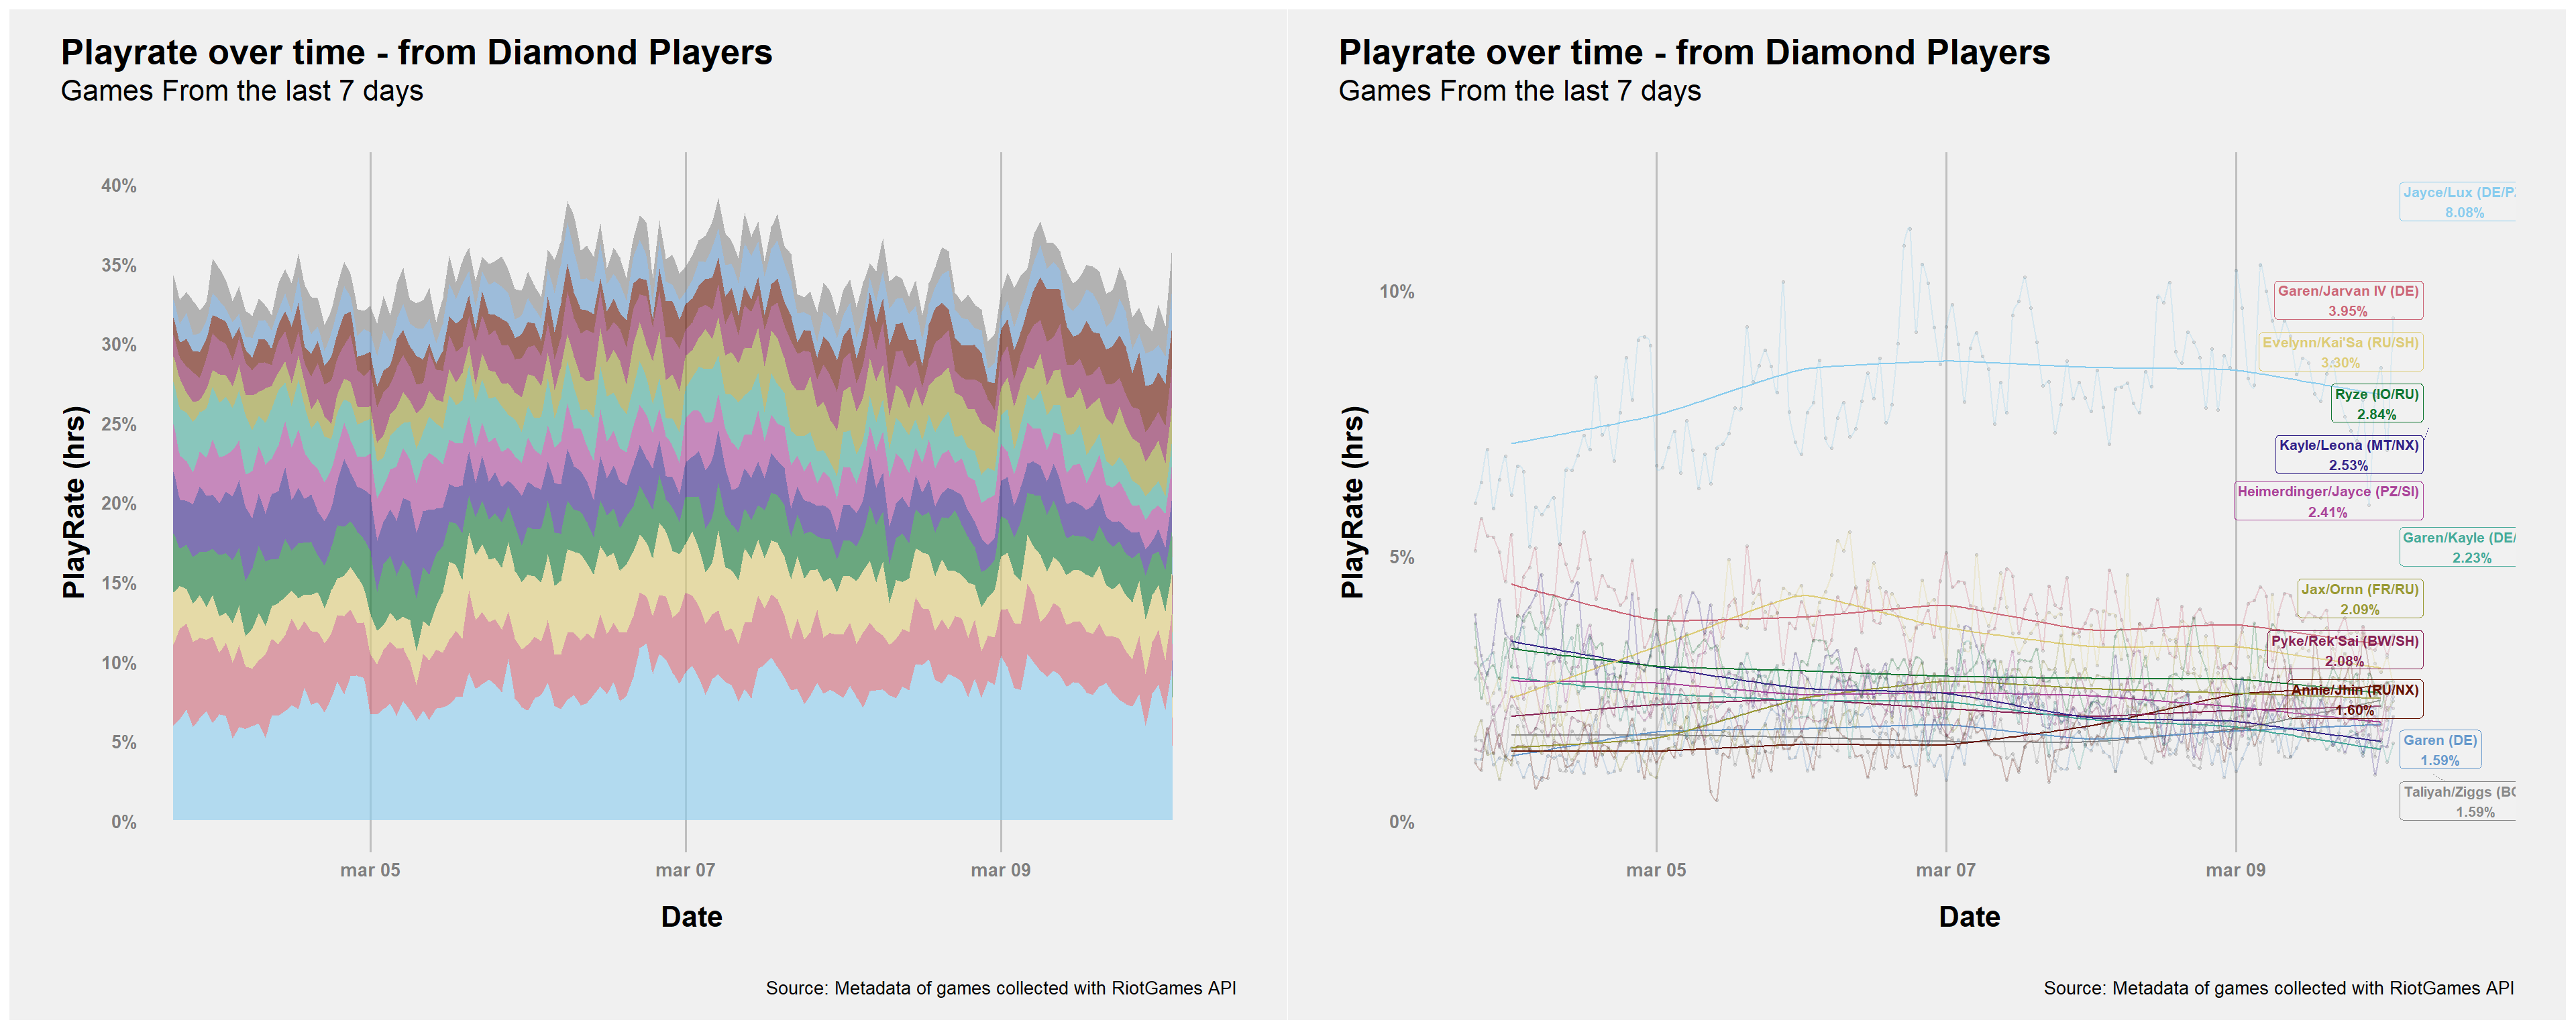 Playrate over time - from Diamond Players
Games From the last 7 days
PlayRate (hrs)
40%
35%
30%
25%
20%
15%
10%
5%
0%
mar 05
mar 07
mar 09
Date
Source: Metadata of games collected with RiotGames API
Playrate over time - from Diamond Players
Games From the last 7 days
PlayRate (hrs)
10%
5%
0%
Jayce/Lux (DE/P
8.08%
Garen/Jarvan IV (DE)
3.95%
Evelynn/Kai'Sa (RU/SH)
3.30%
Ryze (IO/RU)
2.84%
Kayle/Leona (MT/NX)
2.53%
Heimerdinger/Jayce (PZ/SI)
2.41%
Garen/Kayle (DE/
2.23%
Jax/Ornn (FR/RU)
2.09%
Pyke/Rek'Sai (BW/SH)
2.08%
Annie/Jhin (RU/NX)
1.60%
Garen (DE)
1.59%
Taliyah/Ziggs (B
1.59%
mar 05
mar 07
mar 09
Date
Source: Metadata of games collected with RiotGames API